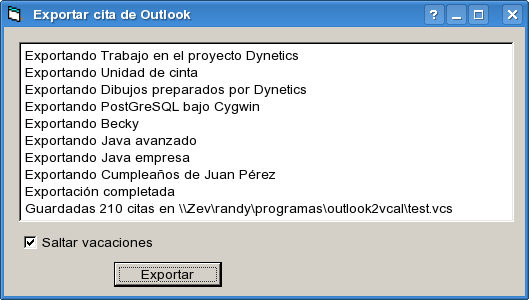 Exportar cita de Outlook
Exportando Trabajo en el proyecto Dynetics
Exportando Unidad de cinta
Exportando Dibujos preparados por Dynetics
Exportando PostGreSQL bajo Cygwin
Exportando Becky
Exportando Java avanzado
Exportando Java empresa
Exportando Cumpleaños de Juan Pérez
Exportación completada
Guardadas 210 citas en \\Zev\randy\programas\outlook2vcal\test.vcs
Saltar vacaciones
Exportar